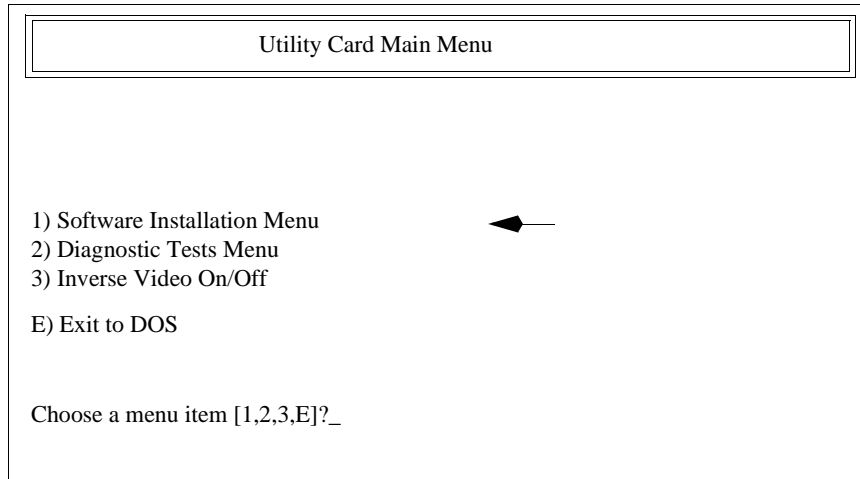 Utility Card Main Menu
1) Software Installation Menu
2) Diagnostic Tests Menu
3) Inverse Video On/Off
E) Exit to DOS
Choose a menu item [1,2,3,E]?_